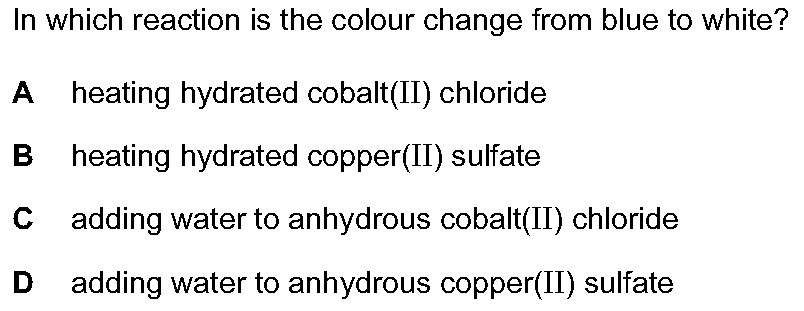 In which reaction is the colour change from blue to white?
A heating hydrated cobalt(II) chloride
B heating hydrated copper(II) sulfate
C adding water to anhydrous cobalt(II) chloride
D adding water to anhydrous copper(II) sulfate